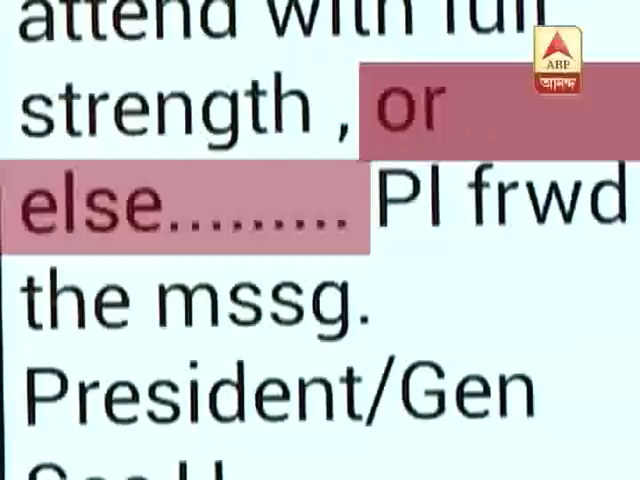 attend with full
ABP
আনন্দ
strength , or
else......... Pl frwd
the mssg.
President/Gen